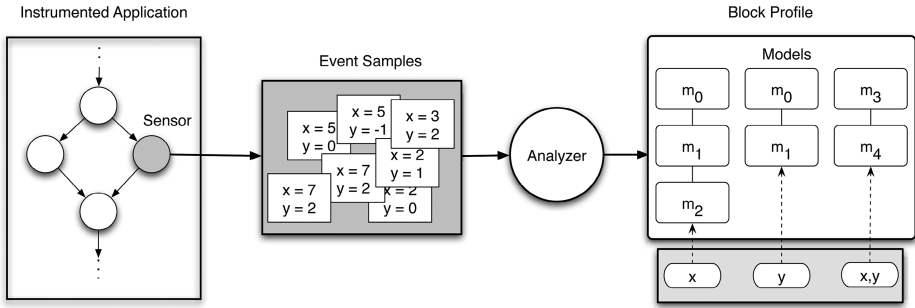 Instrumented Application
Sensor
Event Samples
x = 5
y = 0
x = 5
y = -1
x = 3
y = 2
x = 7
y = 2
x = 2
y = 1
x = 7
y = 2
x = 2
y = 0
Analyzer
Block Profile
Models
m0 m0 m3
m1 m1 m4
m2
x y x,y